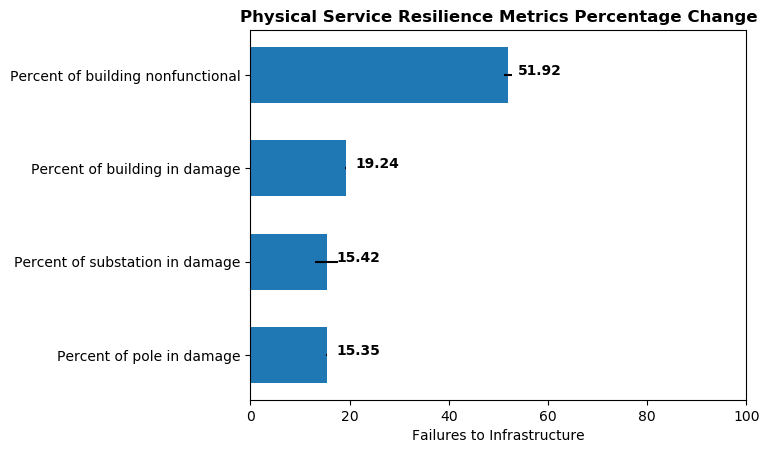 Physical Service Resilience Metrics Percentage Change
Percent of building nonfunctional
51.92
Percent of building in damage
19.24
Percent of substation in damage
15.42
Percent of pole in damage
15.35
0 20 40 60 80 100
Failures to Infrastructure